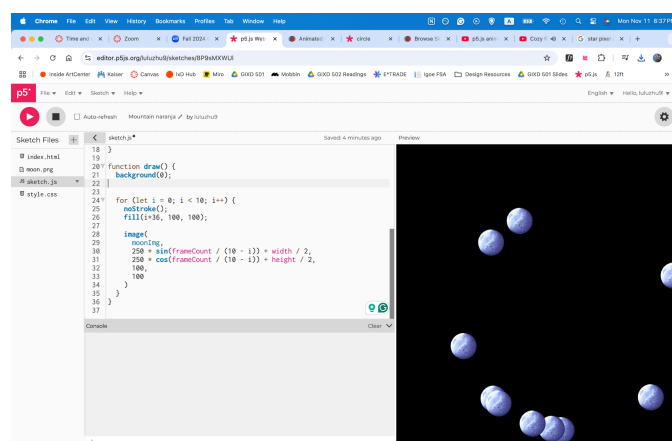 Chrome File Edit View History Bookmarks Profiles Tab Window Help
Mon Nov 11 8:37P
Time and Zoom Fall 2024 p5.js Web Animated circle Browse Si p5.js anim Cozy F star pixe
editor.p5js.org/luluzhu9/sketches/BP9sMXWUI
InsideArtCenter Kaiser Canvas IxD Hub Miro GIXD 501 Mobbin GIXD 502 Readings E*TRADE Igoe FSA Design Resources GIXD 501 Slides p5.js 12ft
p5* File Edit Sketch Help English Hello, luluzhu9!
Auto-refresh Mountain naranja by luluzhu9
Sketch Files + < sketch.js Saved: 4 minutes ago Preview
index.html
moon.png
sketch.js
style.css
18 }
19
20 function draw() {
21 background(0);
22
23
24 for (let i = 0; i < 10; i++) {
25 noStroke();
26 fill(i*36, 100, 100);
27
28 image(
29 moonImg,
30 250 * sin(frameCount / (10 - i)) + width / 2,
31 250 * cos(frameCount / (10 - i)) + height / 2,
32 100,
33 100
34 )
35 }
36 }
37
Console Clear